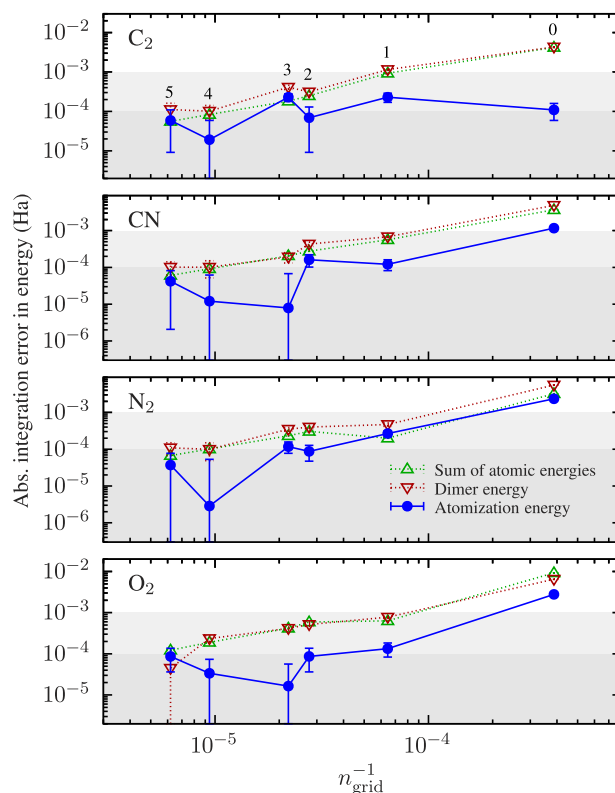 C₂
0
1
2
3
4
5
10⁻²
10⁻³
10⁻⁴
10⁻⁵
CN
10⁻³
10⁻⁴
10⁻⁵
10⁻⁶
N₂
10⁻³
10⁻⁴
10⁻⁵
10⁻⁶
Sum of atomic energies
Dimer energy
Atomization energy
O₂
10⁻²
10⁻³
10⁻⁴
10⁻⁵
10⁻⁵
10⁻⁴
Abs. integration error in energy (Ha)
n⁻¹grid